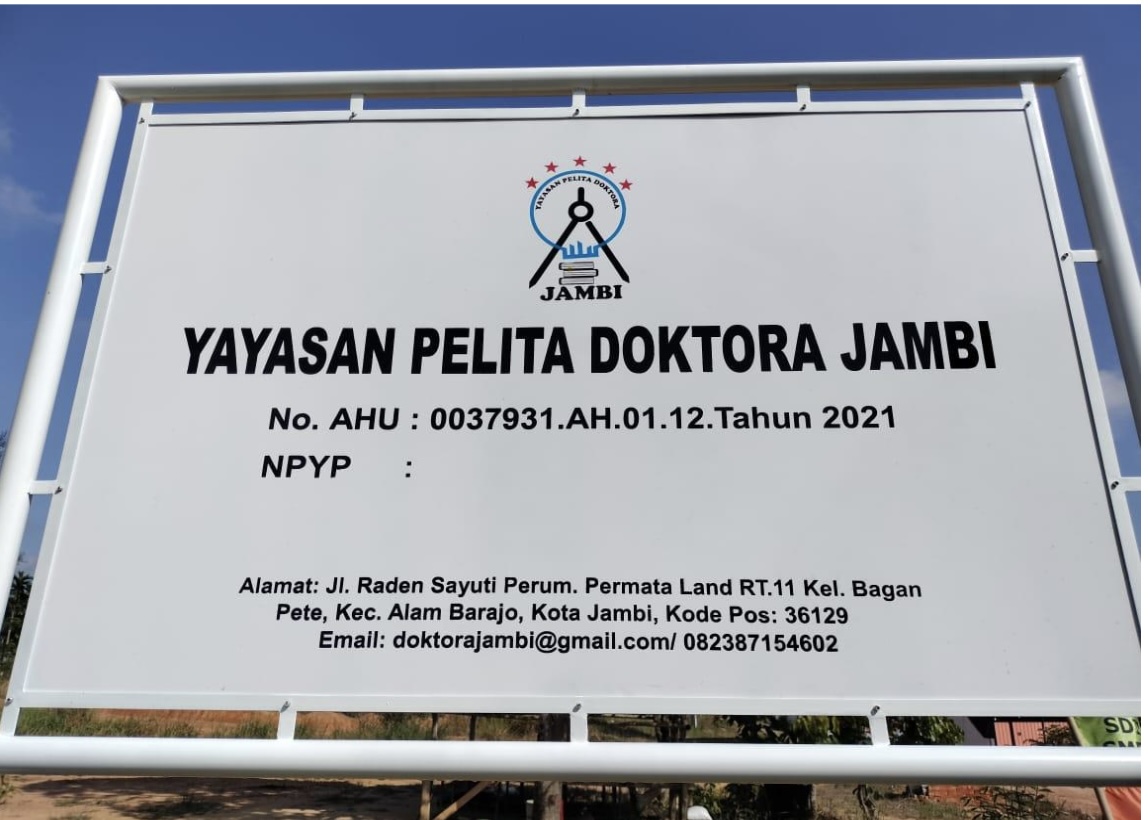 YAYASAN PELITA DOKTORA
JAMBI
YAYASAN PELITA DOKTORA JAMBI
No. AHU : 0037931.AH.01.12.Tahun 2021
NPYP :
Alamat: Jl. Raden Sayuti Perum. Permata Land RT.11 Kel. Bagan
Pete, Kec. Alam Barajo, Kota Jambi, Kode Pos: 36129
Email: doktorajambi@gmail.com/ 082387154602